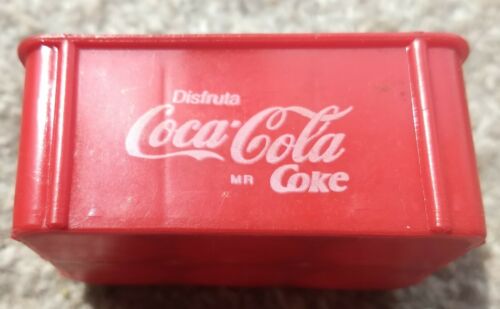 Disfruta
Coca-Cola
MR Coke